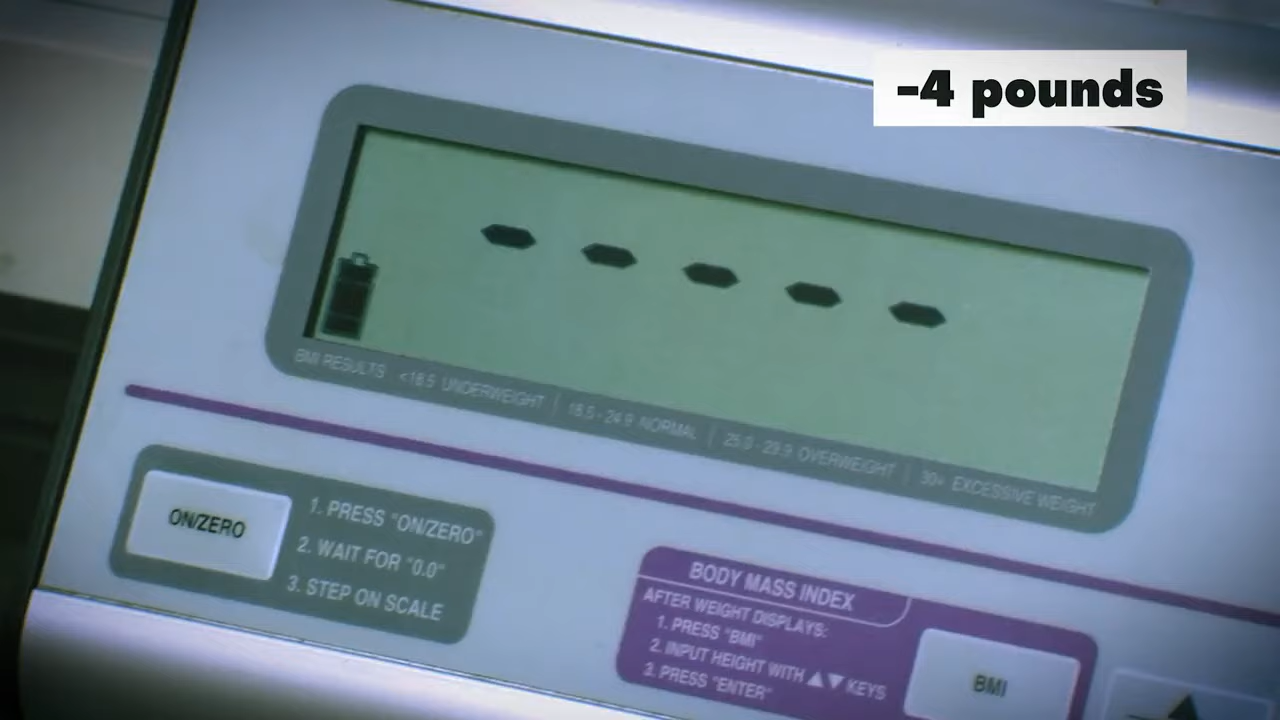 -4 pounds
- - - - -
BMI RESULTS <18.5 UNDERWEIGHT | 18.5 - 24.9 NORMAL | 25.0 - 29.9 OVERWEIGHT | 30+ EXCESSIVE WEIGHT
ON/ZERO
1. PRESS "ON/ZERO"
2. WAIT FOR "0.0"
3. STEP ON SCALE
BODY MASS INDEX
AFTER WEIGHT DISPLAYS:
1. PRESS "BMI"
2. INPUT HEIGHT WITH ▲▼ KEYS
3. PRESS "ENTER"
BMI